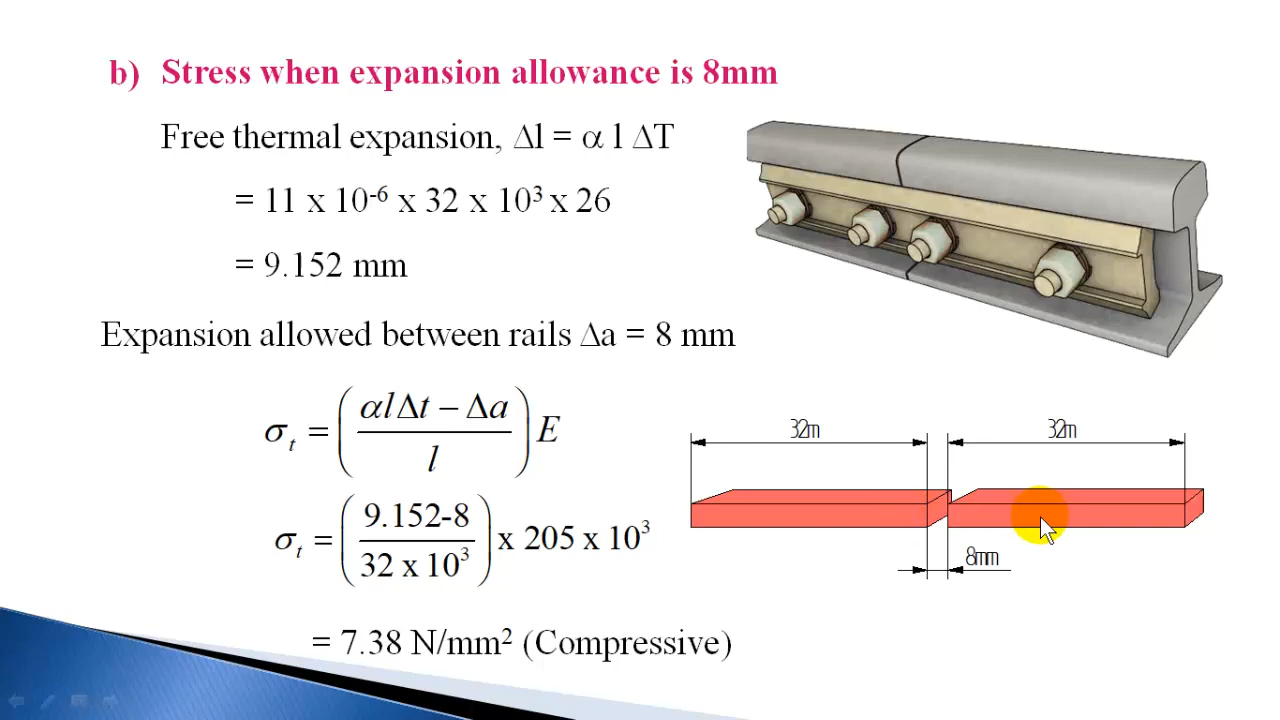 b) Stress when expansion allowance is 8mm
Free thermal expansion, Δl = α l ΔT
= 11 x 10⁻⁶ x 32 x 10³ x 26
= 9.152 mm
Expansion allowed between rails Δa = 8 mm
σₜ = (αlΔt − Δa / l) E
σₜ = (9.152-8 / 32 x 10³) x 205 x 10³
= 7.38 N/mm² (Compressive)
32m
32m
8mm